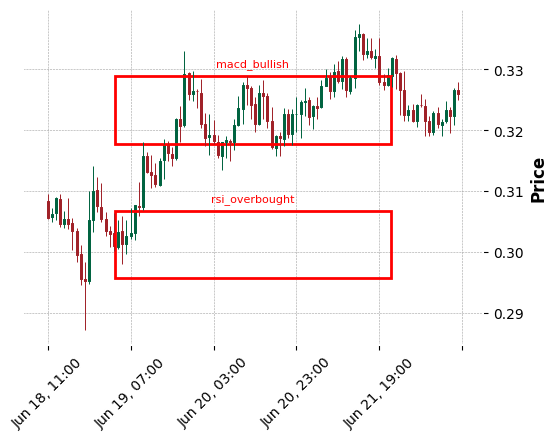 macd_bullish
rsi_overbought
0.33
0.32
0.31
0.30
0.29
Price
Jun 18, 11:00
Jun 19, 07:00
Jun 20, 03:00
Jun 20, 23:00
Jun 21, 19:00